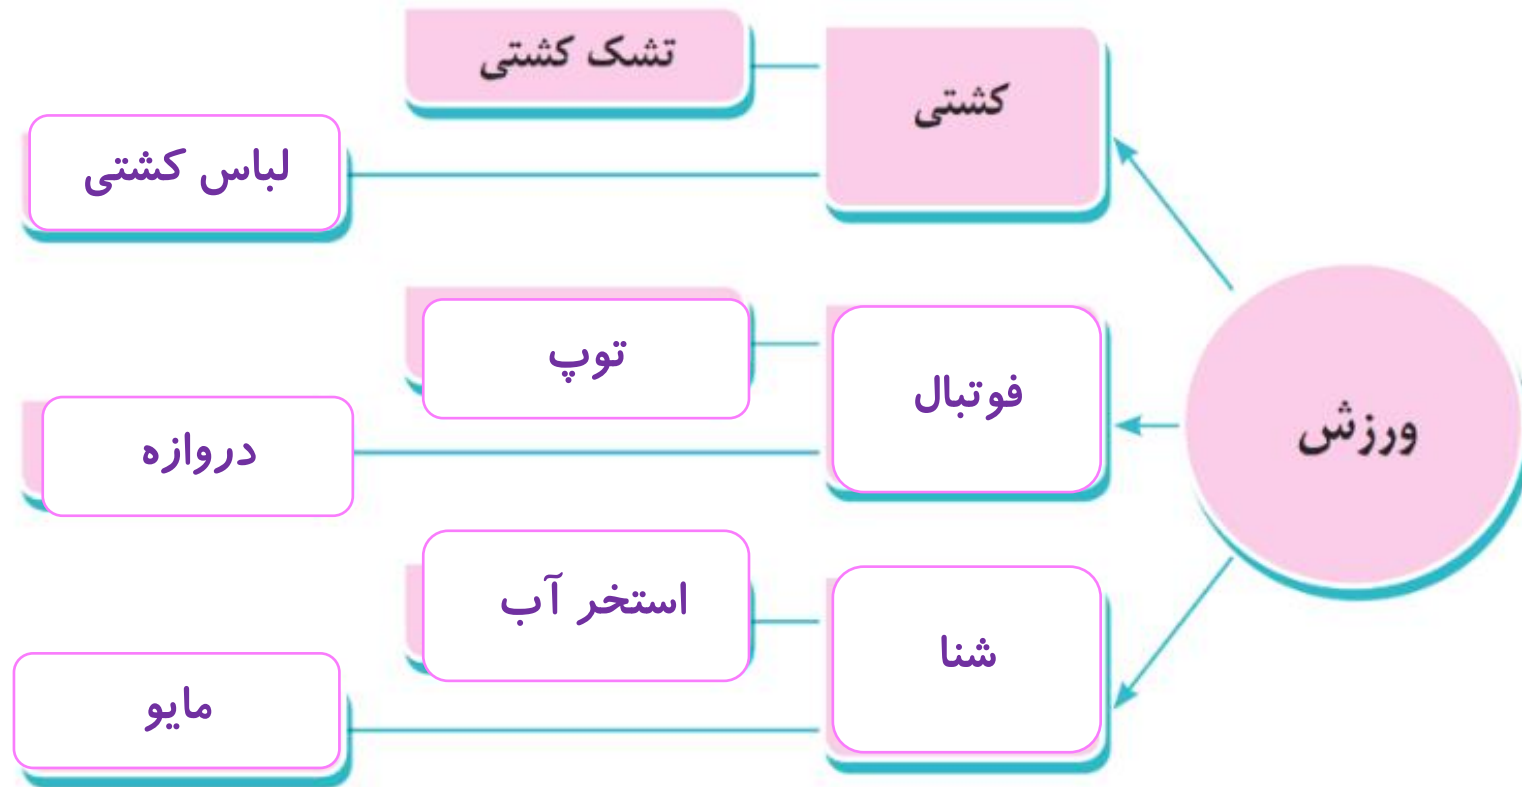 ورزش
کشتی
تشک کشتی
لباس کشتی
فوتبال
توپ
دروازه
شنا
استخر آب
مایو